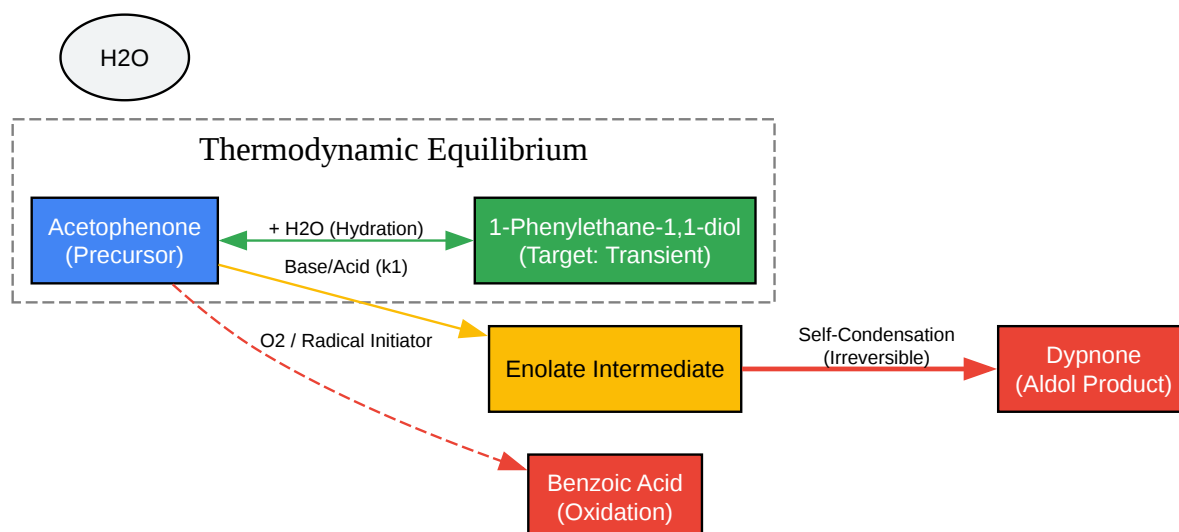 H2O
Thermodynamic Equilibrium
Acetophenone
(Precursor)
+ H2O (Hydration)
1-Phenylethane-1,1-diol
(Target: Transient)
Base/Acid (k1)
O2 / Radical Initiator
Enolate Intermediate
Self-Condensation
(Irreversible)
Dypnone
(Aldol Product)
Benzoic Acid
(Oxidation)